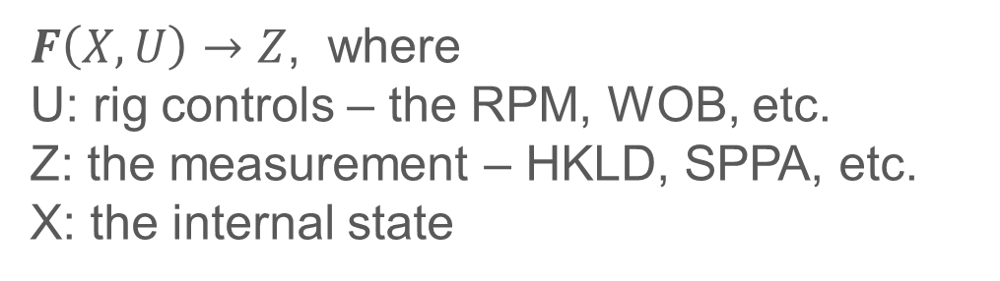 F(X, U) → Z, where
U: rig controls – the RPM, WOB, etc.
Z: the measurement – HKLD, SPPA, etc.
X: the internal state